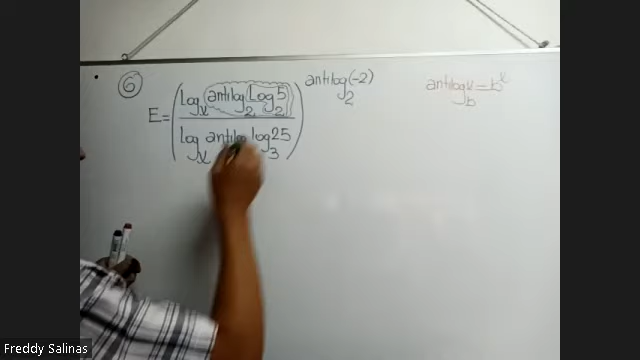 6
E = (log_x antilog_2 log_2 5 / log_x antilog log_3 25)^antilog_2(-2)
antilog_b x = b^x
Freddy Salinas